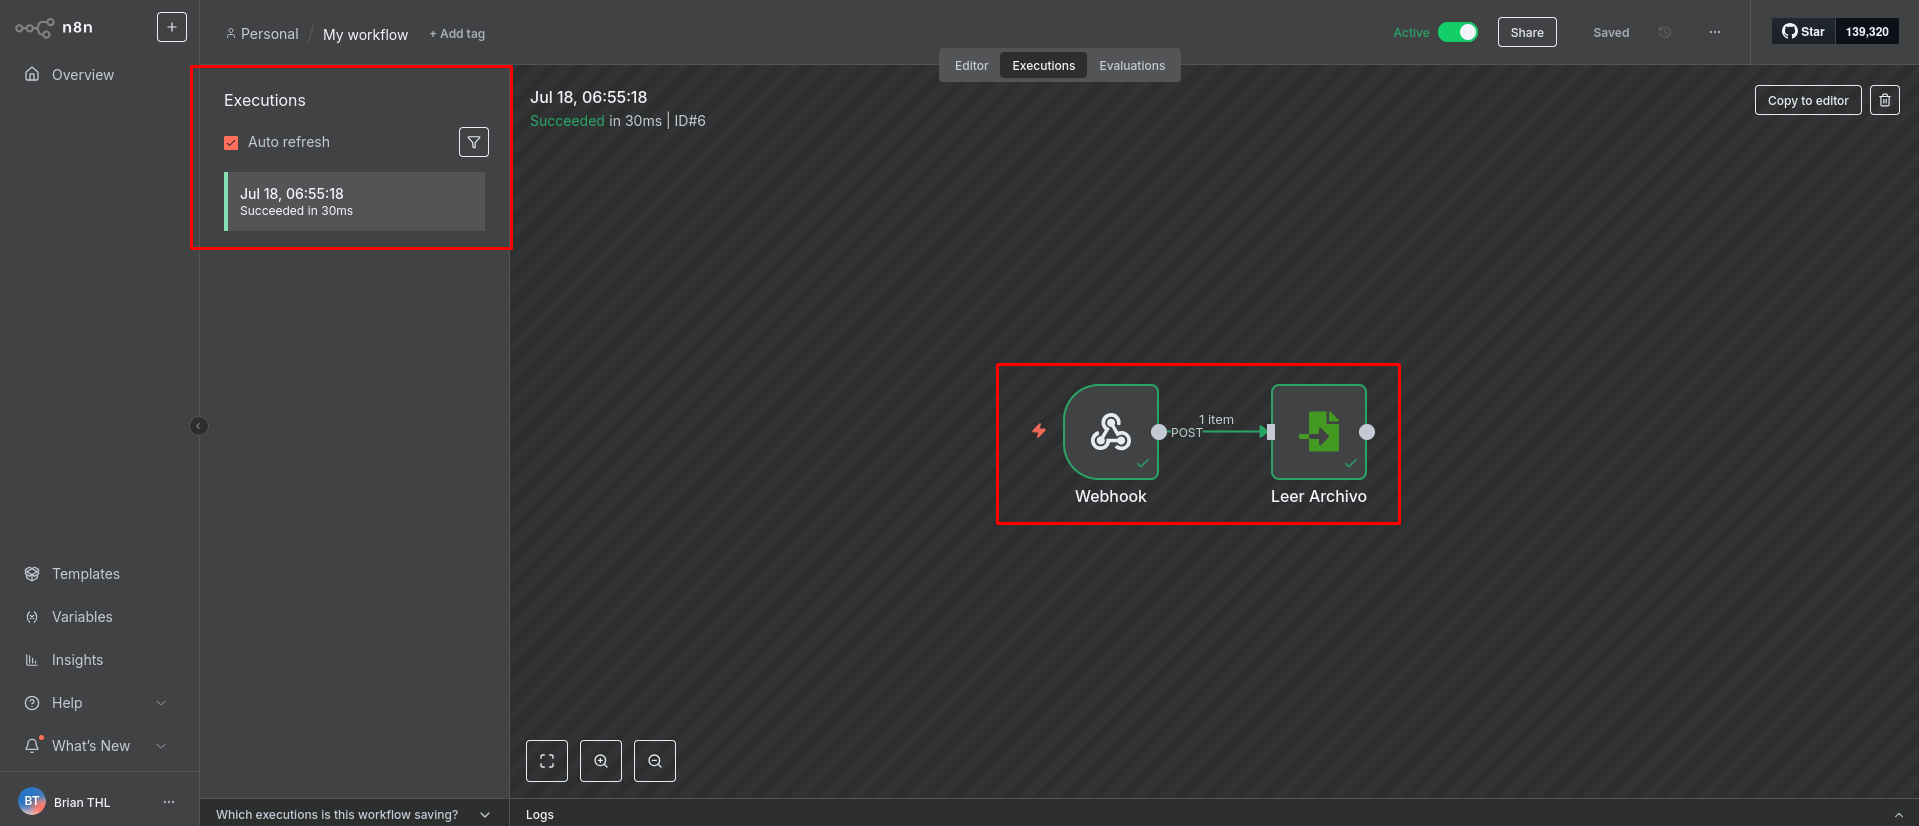 n8n
+
Personal / My workflow + Add tag
Active
Share
Saved
Star 139,320
Overview
Editor Executions Evaluations
Executions
Auto refresh
Jul 18, 06:55:18
Succeeded in 30ms
Jul 18, 06:55:18
Succeeded in 30ms | ID#6
Copy to editor
1 item
POST
Webhook
Leer Archivo
Templates
Variables
Insights
Help
What's New
BT Brian THL
Which executions is this workflow saving?
Logs